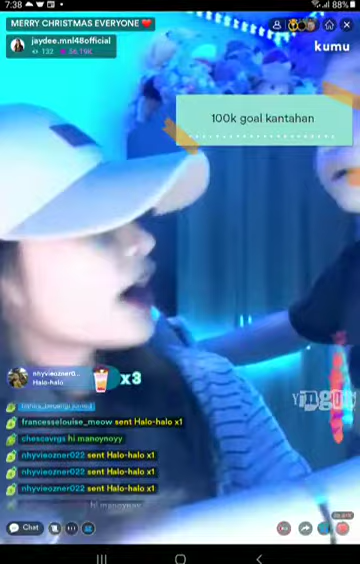 7:38
88%
MERRY CHRISTMAS EVERYONE
jaydee.mnl48official
132
kumu
100k goal kantahan
nhyvieozner0...
Halo-halo
x3
francesselouise_meow sent Halo-halo x1
chescavrgs hi manoynoyy
nhyvieozner022 sent Halo-halo x1
nhyvieozner022 sent Halo-halo x1
nhyvieozner022 sent Halo-halo x1
Chat